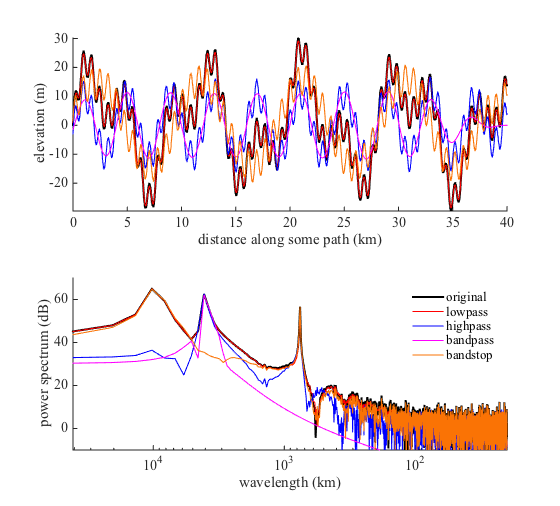 30
20
10
0
-10
-20
elevation (m)
0 5 10 15 20 25 30 35 40
distance along some path (km)
60
40
20
0
power spectrum (dB)
original
lowpass
highpass
bandpass
bandstop
10⁴ 10³ 10²
wavelength (km)